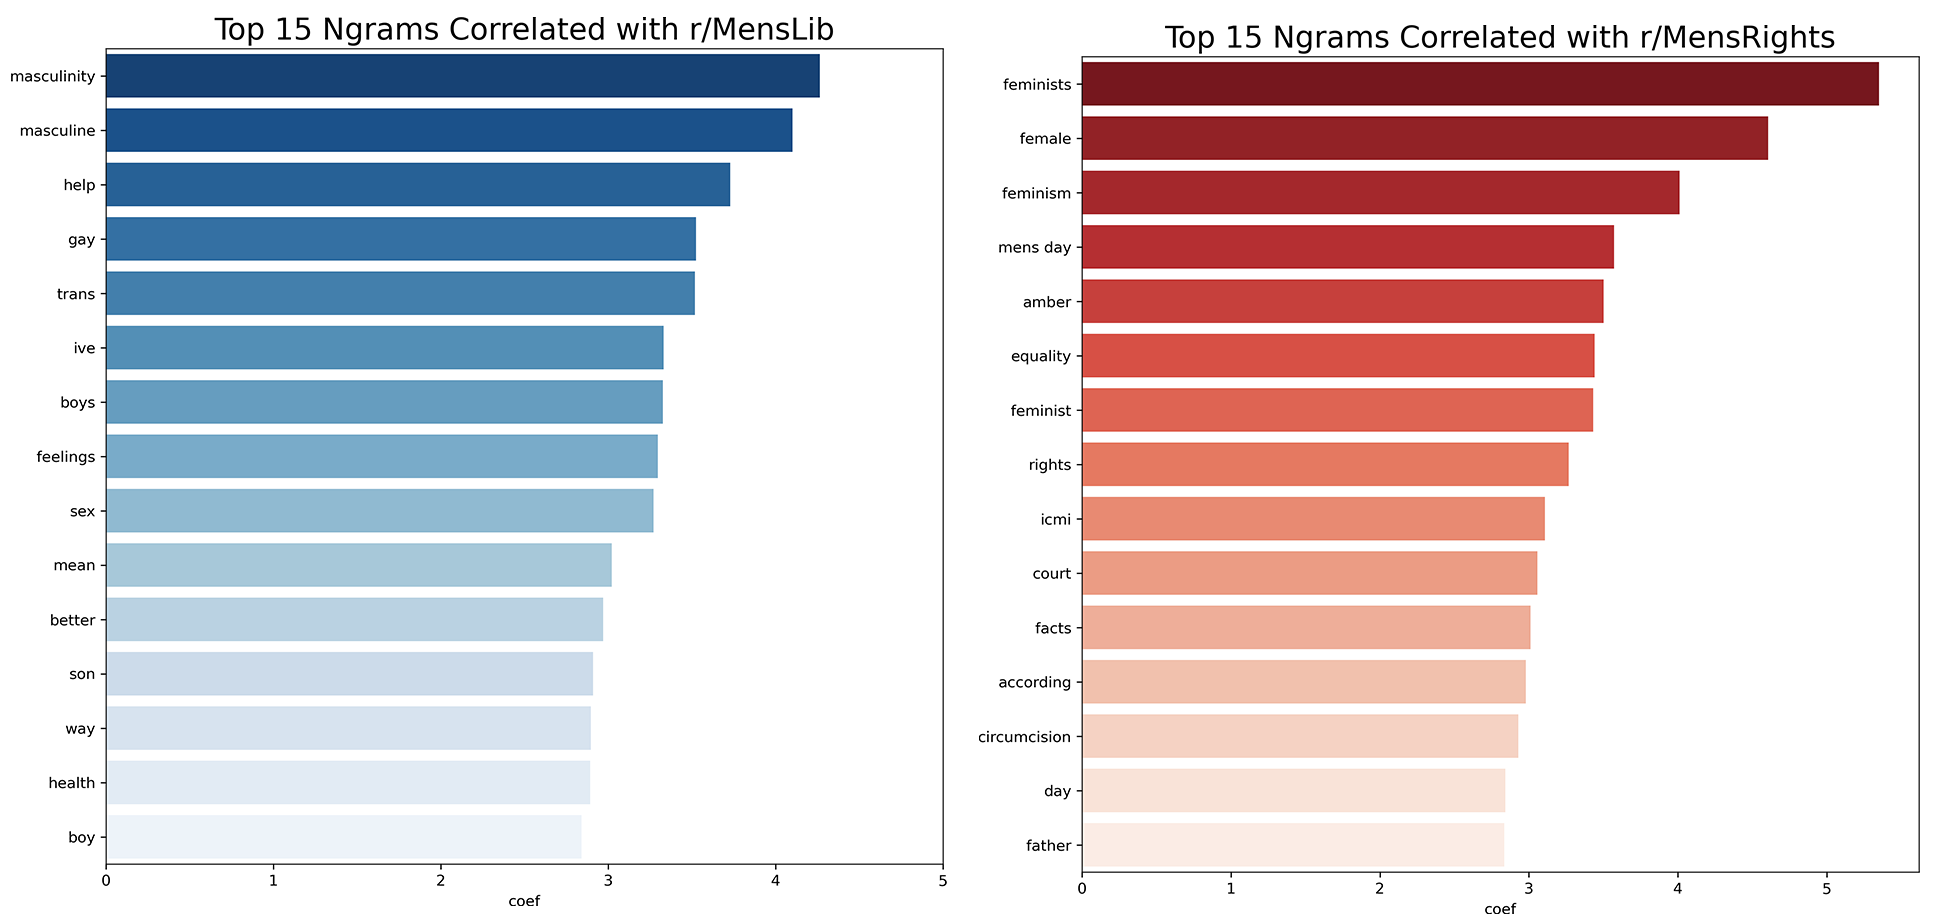 Top 15 Ngrams Correlated with r/MensLib
masculinity
masculine
help
gay
trans
ive
boys
feelings
sex
mean
better
son
way
health
boy
0 1 2 3 4 5
coef
Top 15 Ngrams Correlated with r/MensRights
feminists
female
feminism
mens day
amber
equality
feminist
rights
icmi
court
facts
according
circumcision
day
father
0 1 2 3 4 5
coef